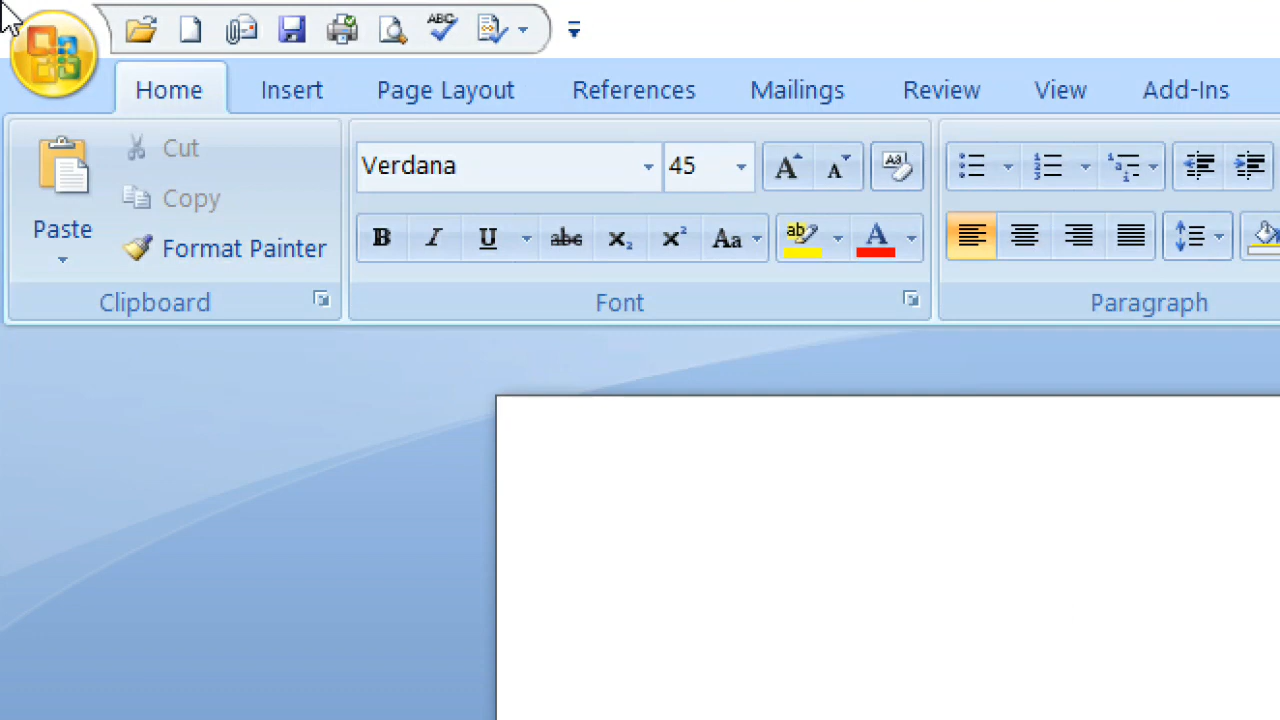 Home Insert Page Layout References Mailings Review View Add-Ins
Cut
Copy
Format Painter
Paste
Clipboard
Verdana 45
Font
Paragraph